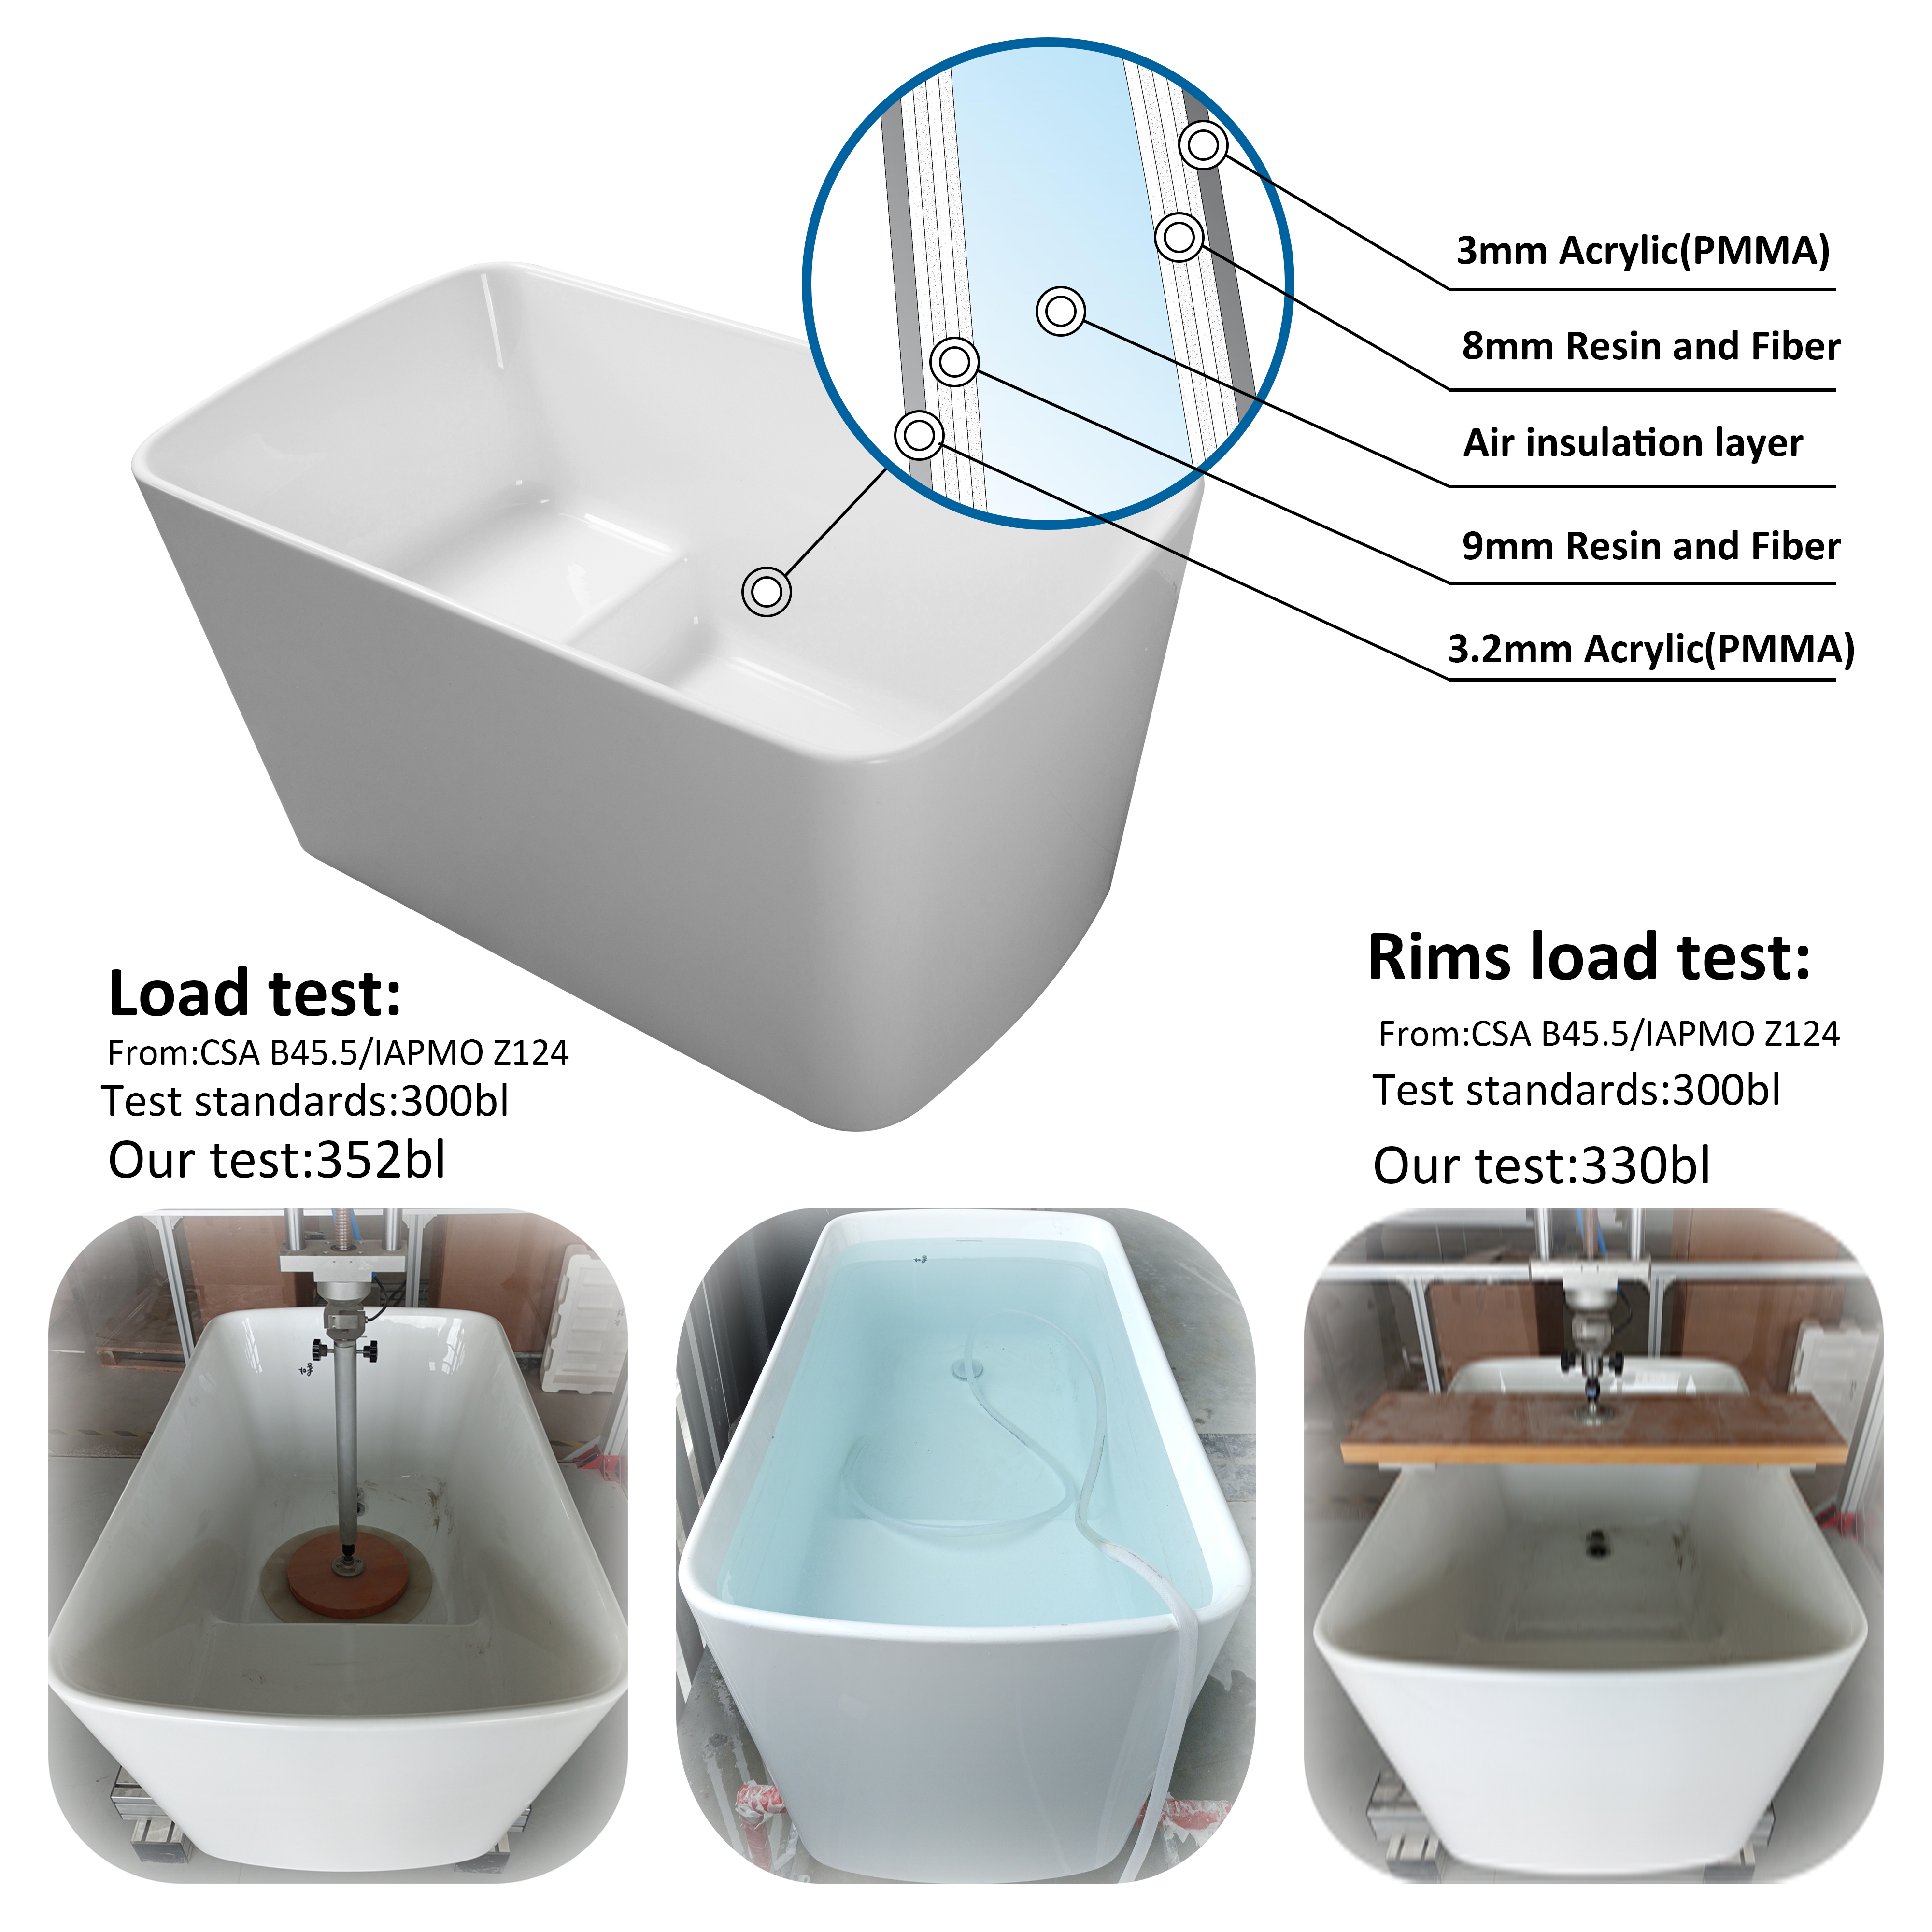 3mm Acrylic(PMMA)
8mm Resin and Fiber
Air insulation layer
9mm Resin and Fiber
3.2mm Acrylic(PMMA)
Load test:
From:CSA B45.5/IAPMO Z124
Test standards:300bl
Our test:352bl
Rims load test:
From:CSA B45.5/IAPMO Z124
Test standards:300bl
Our test:330bl